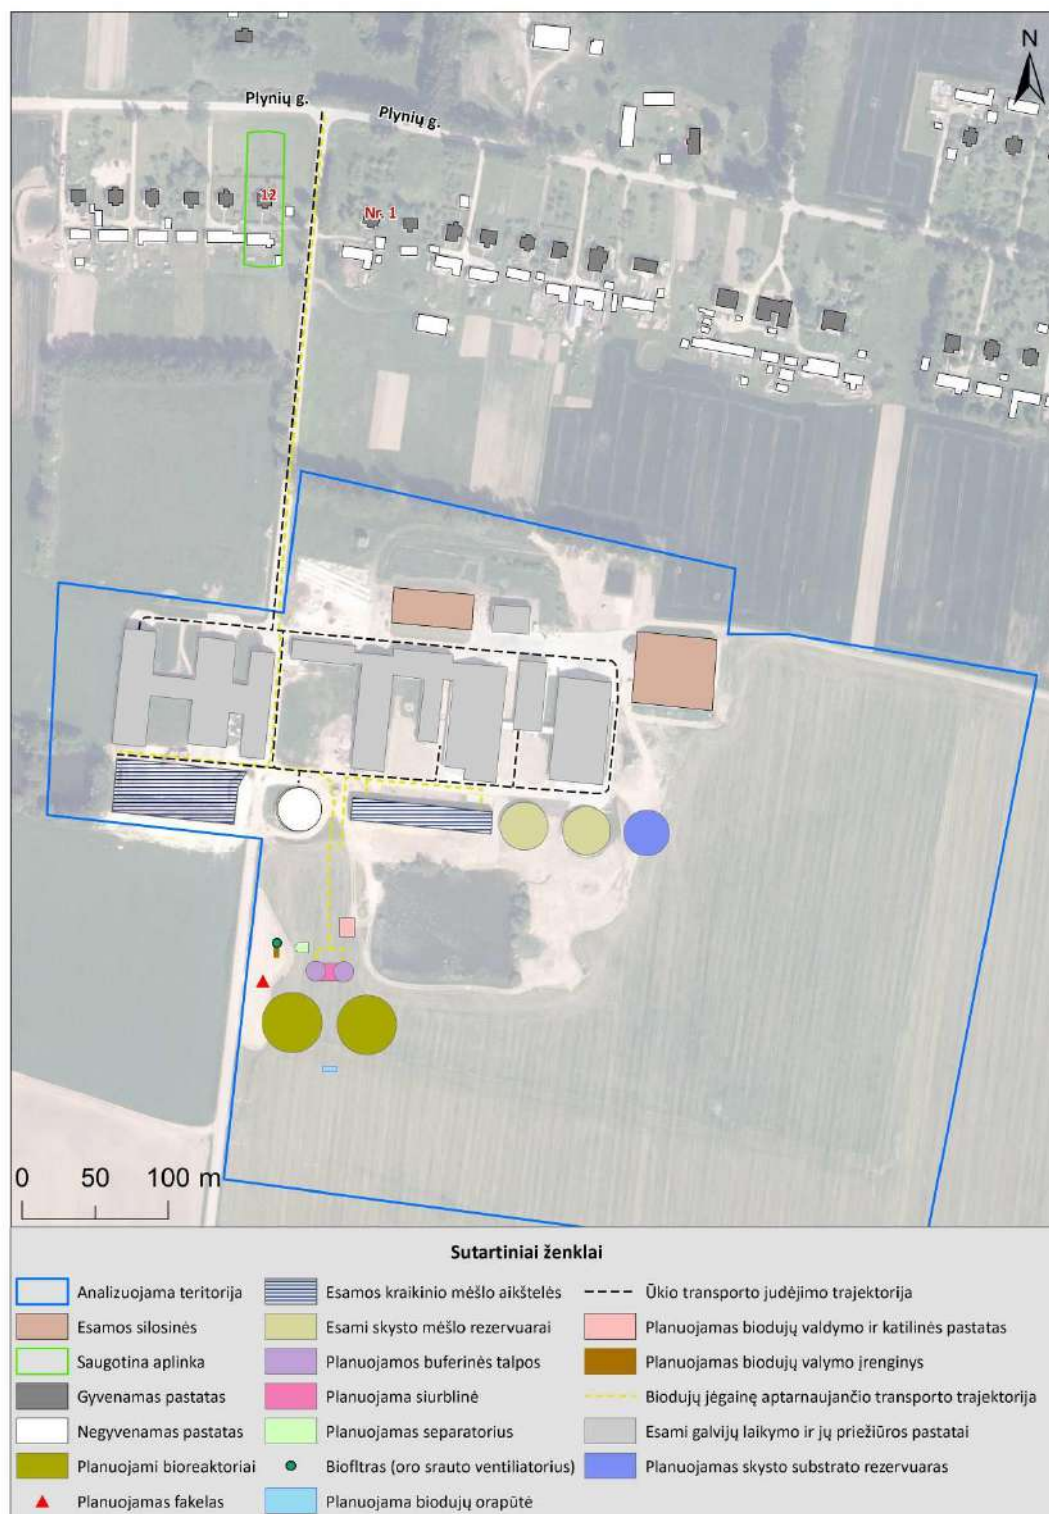 N
Plynių g.
Plynių g.
12
Nr. 1
0 50 100 m
Sutartiniai ženklai
Analizuojama teritorija
Esamos silosinės
Saugotina aplinka
Gyvenamas pastatas
Negyvenamas pastatas
Planuojami bioreaktoriai
Planuojamas fakelas
Esamos kraikinio mėšlo aikštelės
Esami skysto mėšlo rezervuarai
Planuojamos buferinės talpos
Planuojama siurblinė
Planuojamas separatorius
Biofltras (oro srauto ventiliatorius)
Planuojama biodujų orapūtė
Ūkio transporto judėjimo trajektorija
Planuojamas biodujų valdymo ir katilinės pastatas
Planuojamas biodujų valymo įrenginys
Biodujų jėgainę aptarnaujančio transporto trajektorija
Esami galvijų laikymo ir jų priežiūros pastatai
Planuojamas skysto substrato rezervuaras